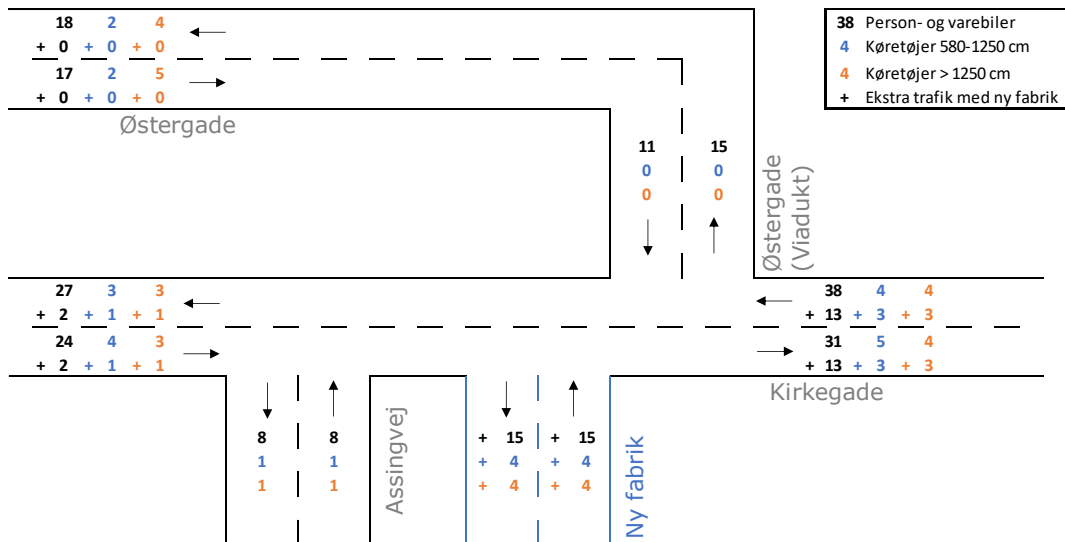 18 2 4
+ 0 + 0 + 0
17 2 5
+ 0 + 0 + 0
Østergade
38 Person- og varebiler
4 Køretøjer 580-1250 cm
4 Køretøjer > 1250 cm
+ Ekstra trafik med ny fabrik
11 15
0 0
0 0
Østergade
(Viadukt)
27 3 3
+ 2 + 1 + 1
24 4 3
+ 2 + 1 + 1
38 4 4
+ 13 + 3 + 3
31 5 4
+ 13 + 3 + 3
Kirkegade
8 8
1 1
1 1
Assingvej
+ 15 + 15
+ 4 + 4
+ 4 + 4
Ny fabrik